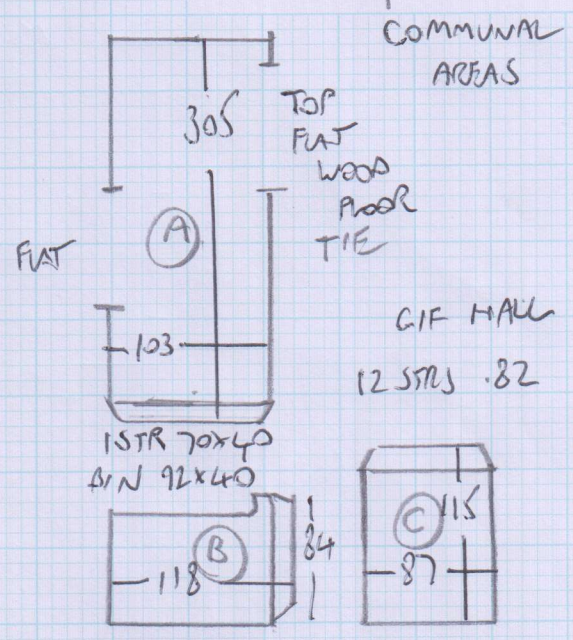 COMMUNAL
AREAS
305
TOP
FLAT
WOOD
FLOOR
TIE
FLAT
A
103
G/F HALL
12 STRS .82
1STR 70x40
BIN 92x40
B
118
84
C
115
87